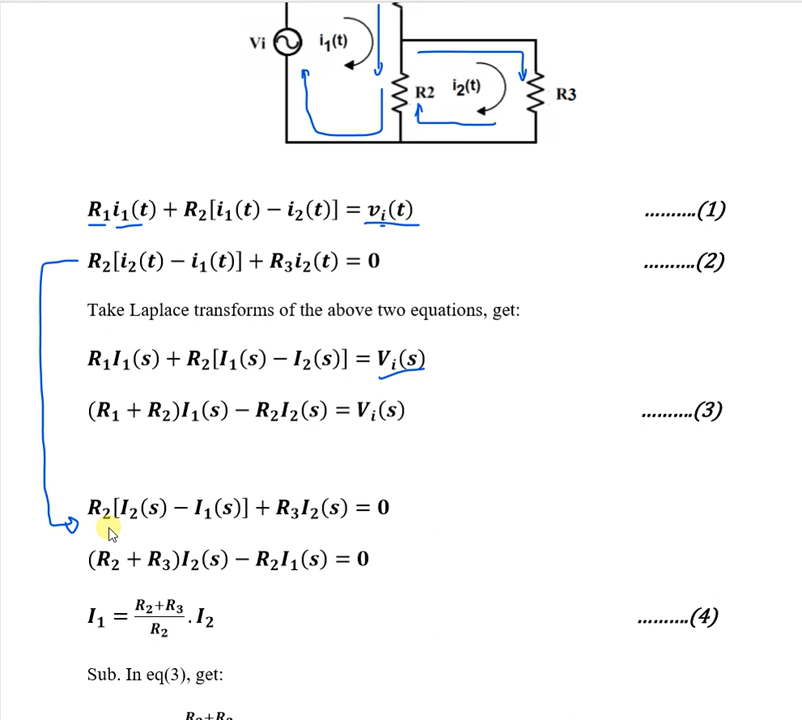 Vi i₁(t)
R2 i₂(t) R3
R₁i₁(t) + R₂[i₁(t) − i₂(t)] = vᵢ(t) ..........(1)
R₂[i₂(t) − i₁(t)] + R₃i₂(t) = 0 ..........(2)
Take Laplace transforms of the above two equations, get:
R₁I₁(s) + R₂[I₁(s) − I₂(s)] = Vᵢ(s)
(R₁ + R₂)I₁(s) − R₂I₂(s) = Vᵢ(s) ..........(3)
R₂[I₂(s) − I₁(s)] + R₃I₂(s) = 0
(R₂ + R₃)I₂(s) − R₂I₁(s) = 0
I₁ = (R₂+R₃)/R₂ . I₂ ..........(4)
Sub. In eq(3), get: